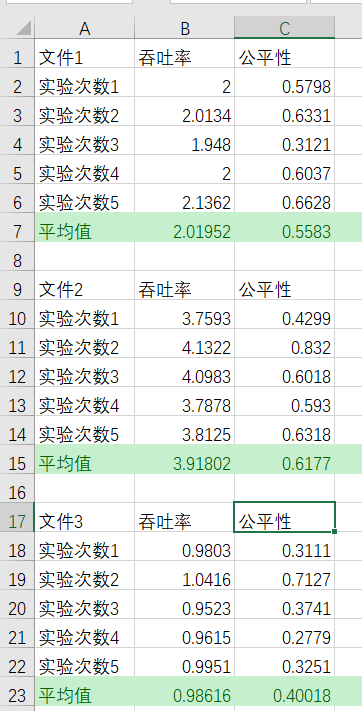 A B C
1 文件1 吞吐率 公平性
2 实验次数1 2 0.5798
3 实验次数2 2.0134 0.6331
4 实验次数3 1.948 0.3121
5 实验次数4 2 0.6037
6 实验次数5 2.1362 0.6628
7 平均值 2.01952 0.5583
8
9 文件2 吞吐率 公平性
10 实验次数1 3.7593 0.4299
11 实验次数2 4.1322 0.832
12 实验次数3 4.0983 0.6018
13 实验次数4 3.7878 0.593
14 实验次数5 3.8125 0.6318
15 平均值 3.91802 0.6177
16
17 文件3 吞吐率 公平性
18 实验次数1 0.9803 0.3111
19 实验次数2 1.0416 0.7127
20 实验次数3 0.9523 0.3741
21 实验次数4 0.9615 0.2779
22 实验次数5 0.9951 0.3251
23 平均值 0.98616 0.40018